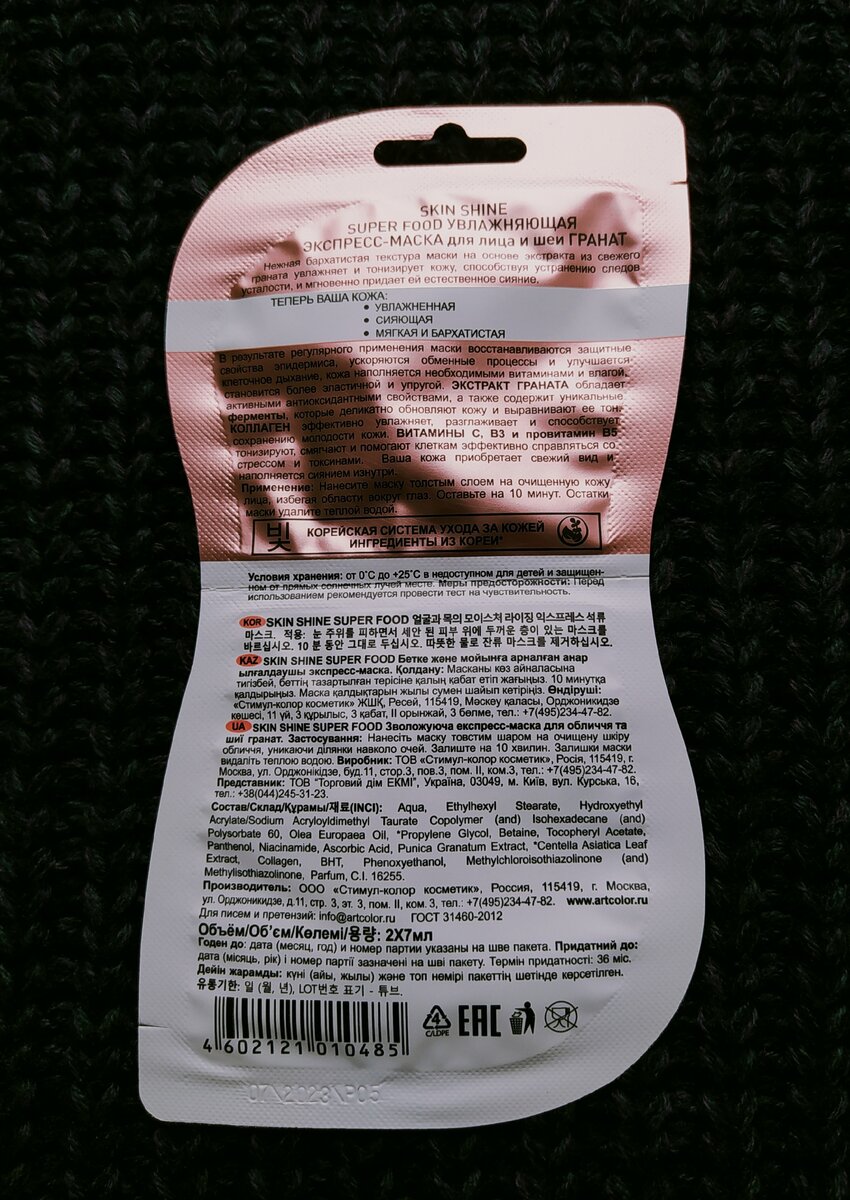 SKIN SHINE
SUPER FOOD УВЛАЖНЯЮЩАЯ
ЭКСПРЕСС-МАСКА для лица и шеи ГРАНАТ
Нежная бархатистая текстура маски на основе экстракта из свежего
граната увлажняет и тонизирует кожу, способствуя устранению следов
усталости, и мгновенно придает ей естественное сияние.
ТЕПЕРЬ ВАША КОЖА:
• УВЛАЖНЕННАЯ
• СИЯЮЩАЯ
• МЯГКАЯ И БАРХАТИСТАЯ
В результате регулярного применения маски восстанавливаются защитные
свойства эпидермиса, ускоряются обменные процессы и улучшается
клеточное дыхание, кожа наполняется необходимыми витаминами и влагой,
становится более эластичной и упругой. ЭКСТРАКТ ГРАНАТА обладает
активными антиоксидантными свойствами, а также содержит уникальные
ферменты, которые деликатно обновляют кожу и выравнивают ее тон.
КОЛЛАГЕН эффективно увлажняет, разглаживает и способствует
сохранению молодости кожи. ВИТАМИНЫ С, В3 и провитамин В5
тонизируют, смягчают и помогают клеткам эффективно справляться со
стрессом и токсинами. Ваша кожа приобретает свежий вид и
наполняется сиянием изнутри.
Применение: Нанесите маску толстым слоем на очищенную кожу
лица, избегая области вокруг глаз. Оставьте на 10 минут. Остатки
маски удалите теплой водой.
빛 КОРЕЙСКАЯ СИСТЕМА УХОДА ЗА КОЖЕЙ
ИНГРЕДИЕНТЫ ИЗ КОРЕИ*
Условия хранения: от 0°C до +25°C в недоступном для детей и защищен-
ном от прямых солнечных лучей месте. Меры предосторожности: Перед
использованием рекомендуется провести тест на чувствительность.
KOR SKIN SHINE SUPER FOOD 얼굴과 목의 모이스처 라이징 익스프레스 석류
마스크. 적용: 눈 주위를 피하면서 세안 된 피부 위에 두꺼운 층이 있는 마스크를
바르십시오. 10 분 동안 그대로 두십시오. 따뜻한 물로 잔류 마스크를 제거하십시오.
KAZ SKIN SHINE SUPER FOOD Бетке және мойынға арналған анар
ылғалдаушы экспресс-маска. Қолдану: Масканы көз айналасына
тигізбей, беттің тазартылған терісіне қалың қабат етіп жағыңыз. 10 минутқа
қалдырыңыз. Маска қалдықтарын жылы сумен шайып кетіріңіз. Өндіруші:
«Стимул-колор косметик» ЖШҚ, Ресей, 115419, Мәскеу қаласы, Орджоникидзе
көшесі, 11 үй, 3 құрылыс, 3 қабат, II орынжай, 3 бөлме, тел.: +7(495)234-47-82.
UA SKIN SHINE SUPER FOOD Зволожуюча експрес-маска для обличчя та
шиї гранат. Застосування: Нанесіть маску товстим шаром на очищену шкіру
обличчя, уникаючи ділянки навколо очей. Залиште на 10 хвилин. Залишки маски
видаліть теплою водою. Виробник: ТОВ «Стимул-колор косметик», Росія, 115419, г.
Москва, ул. Орджонікідзе, буд.11, стор.3, пов.3, пом. II, ком.3, тел.: +7(495)234-47-82.
Представник: ТОВ "Торговий дім ЕКМІ", Україна, 03049, м. Київ, вул. Курська, 16,
тел.: +38(044)245-31-23.
Состав/Склад/Құрамы/재료(INCI): Aqua, Ethylhexyl Stearate, Hydroxyethyl
Acrylate/Sodium Acryloyldimethyl Taurate Copolymer (and) Isohexadecane (and)
Polysorbate 60, Olea Europaea Oil, *Propylene Glycol, Betaine, Tocopheryl Acetate,
Panthenol, Niacinamide, Ascorbic Acid, Punica Granatum Extract, *Centella Asiatica Leaf
Extract, Collagen, BHT, Phenoxyethanol, Methylchloroisothiazolinone (and)
Methylisothiazolinone, Parfum, C.I. 16255.
Производитель: ООО «Стимул-колор косметик», Россия, 115419, г. Москва,
ул. Орджоникидзе, д.11, стр. 3, эт. 3, пом. II, ком. 3, тел.: +7(495)234-47-82. www.artcolor.ru
Для писем и претензий: info@artcolor.ru ГОСТ 31460-2012
Объём/Об'єм/Көлемі/용량: 2X7мл
Годен до: дата (месяц, год) и номер партии указаны на шве пакета. Придатний до:
дата (місяць, рік) і номер партії зазначені на шві пакету. Термін придатності: 36 міс.
Дейін жарамды: күні (айы, жылы) және топ нөмірі пакеттің шетінде көрсетілген.
유통기한: 일 (월, 년), LOT번호 표기 - 튜브.
4 602121 010485
4
C/LDPE
EAC
07\2023\P05